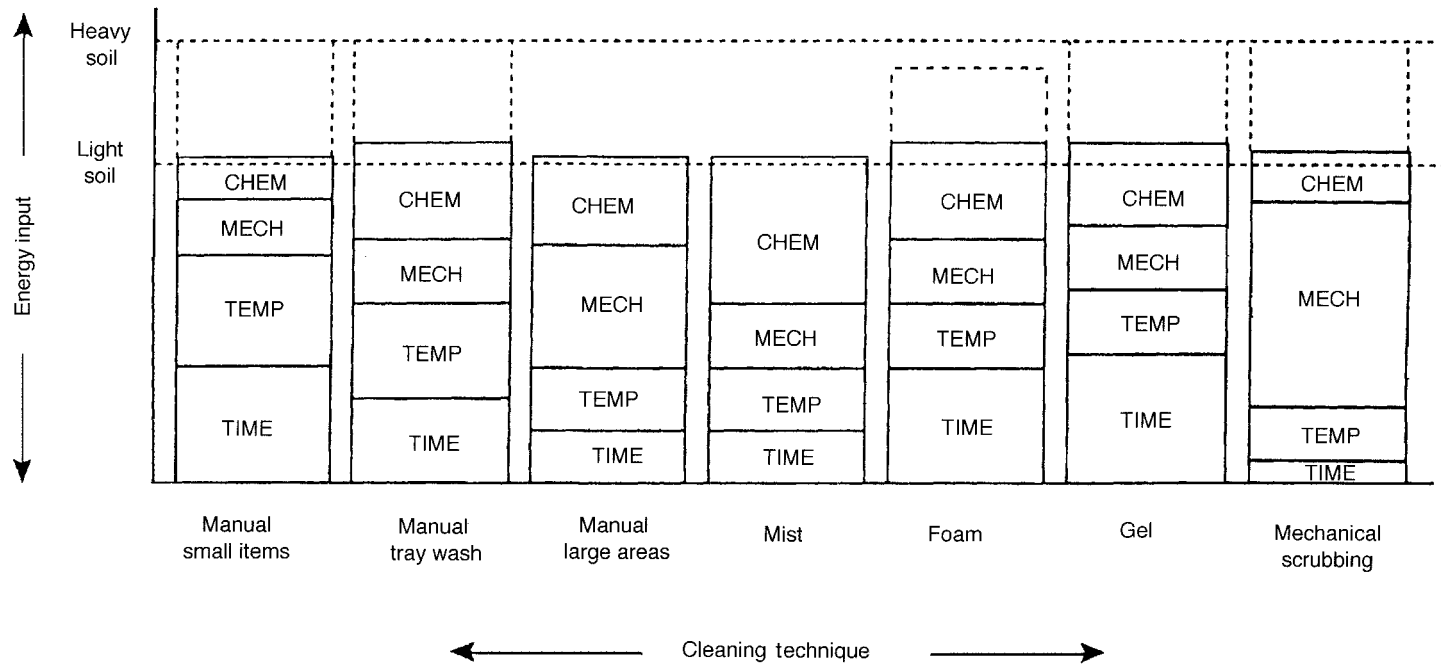 Heavy
soil
Light
soil
Energy input
CHEM
MECH
TEMP
TIME
CHEM
MECH
TEMP
TIME
CHEM
MECH
TEMP
TIME
CHEM
MECH
TEMP
TIME
CHEM
MECH
TEMP
TIME
CHEM
MECH
TEMP
TIME
CHEM
MECH
TEMP
TIME
Manual
small items
Manual
tray wash
Manual
large areas
Mist
Foam
Gel
Mechanical
scrubbing
Cleaning technique